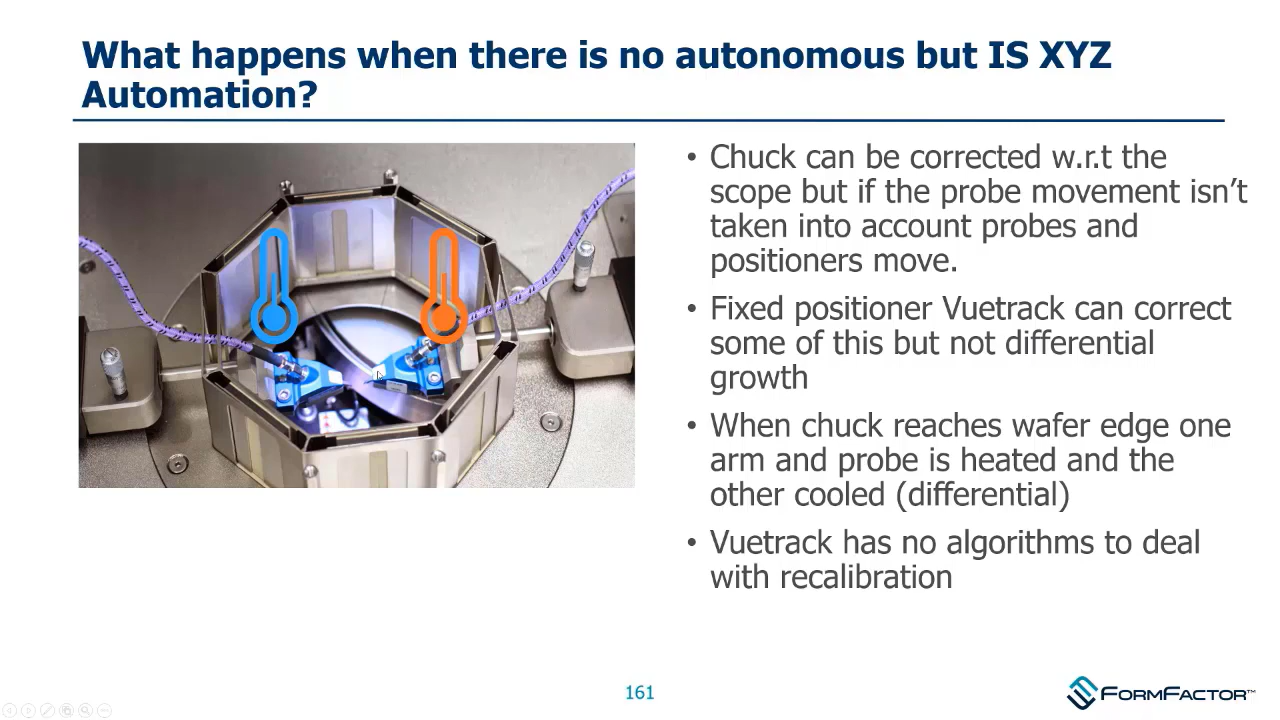 What happens when there is no autonomous but IS XYZ
Automation?
• Chuck can be corrected w.r.t the
scope but if the probe movement isn’t
taken into account probes and
positioners move.
• Fixed positioner Vuetrack can correct
some of this but not differential
growth
• When chuck reaches wafer edge one
arm and probe is heated and the
other cooled (differential)
• Vuetrack has no algorithms to deal
with recalibration
161
FORMFACTOR™